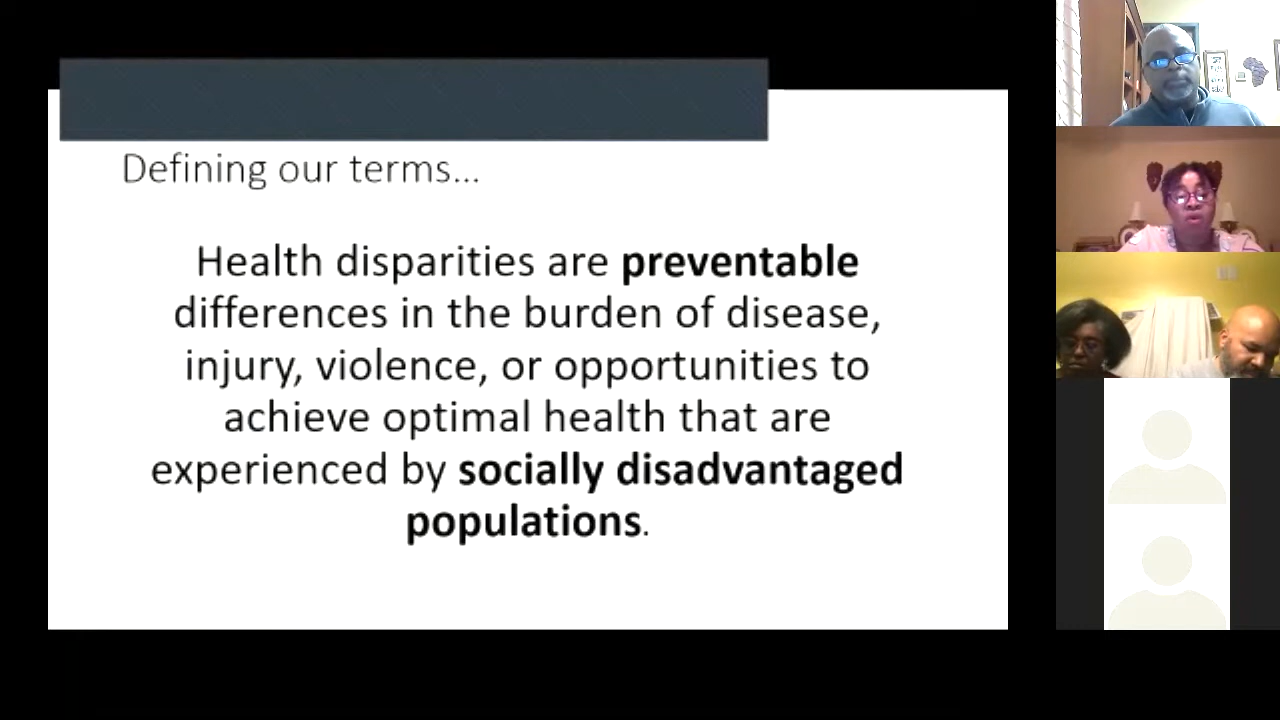 Defining our terms...
Health disparities are preventable
differences in the burden of disease,
injury, violence, or opportunities to
achieve optimal health that are
experienced by socially disadvantaged
populations.